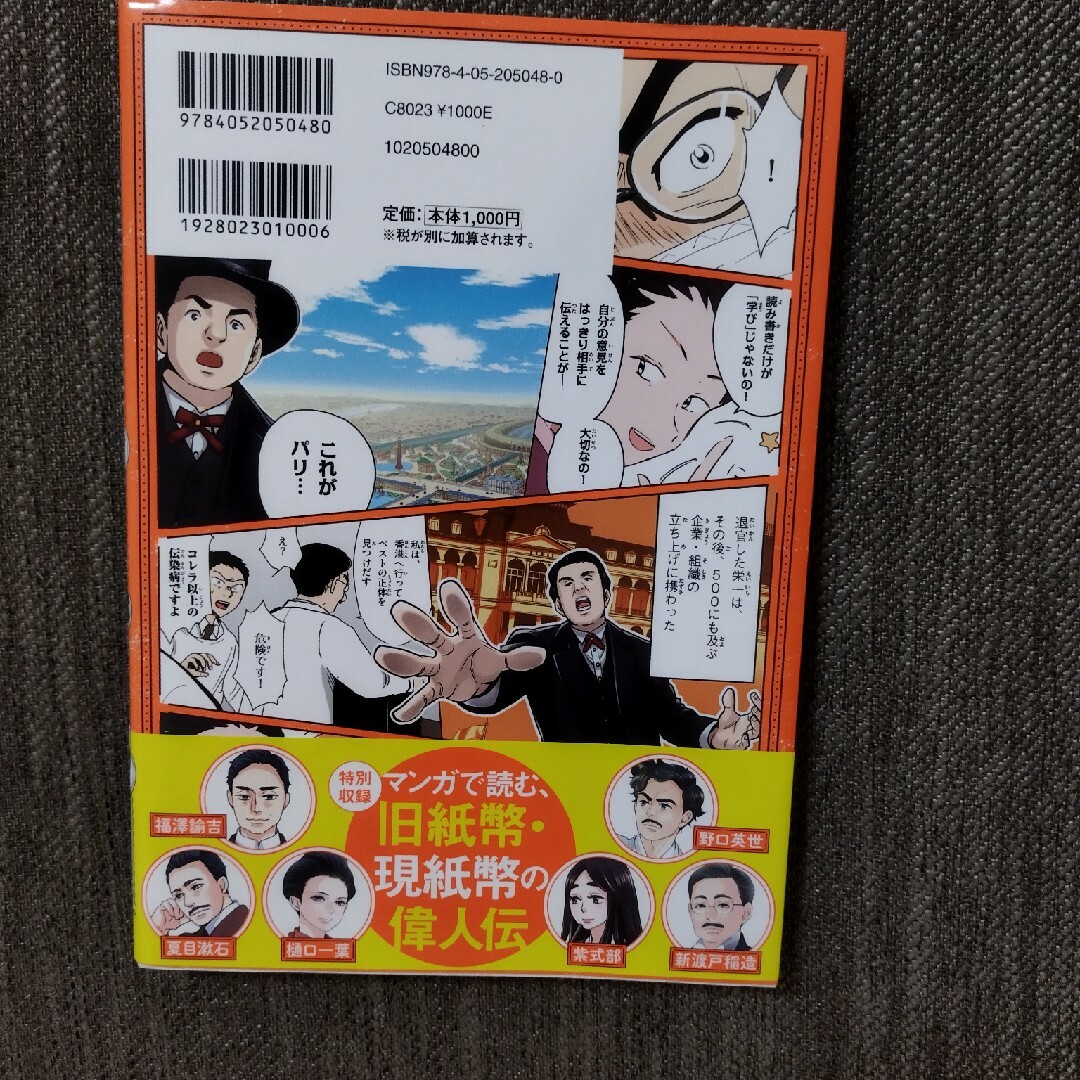 ISBN978-4-05-205048-0
C8023 ¥1000E
1020504800
9784052050480
1928023010006
定価：本体1,000円
※税が別に加算されます。
！
読み書きだけが
「学び」じゃないの！
自分の意見を
はっきり相手に
伝えることが―
大切なの！
これが
パリ…
退官した栄一は、
その後、500にも及ぶ
企業・組織の
立ち上げに携わった
私は、
香港へ行って
ペストの正体を
見つけだす
え？
コレラ以上の
伝染病ですよ
危険です！
特別
収録
マンガで読む、
旧紙幣・
現紙幣の
偉人伝
福澤諭吉
野口英世
夏目漱石
樋口一葉
紫式部
新渡戸稲造